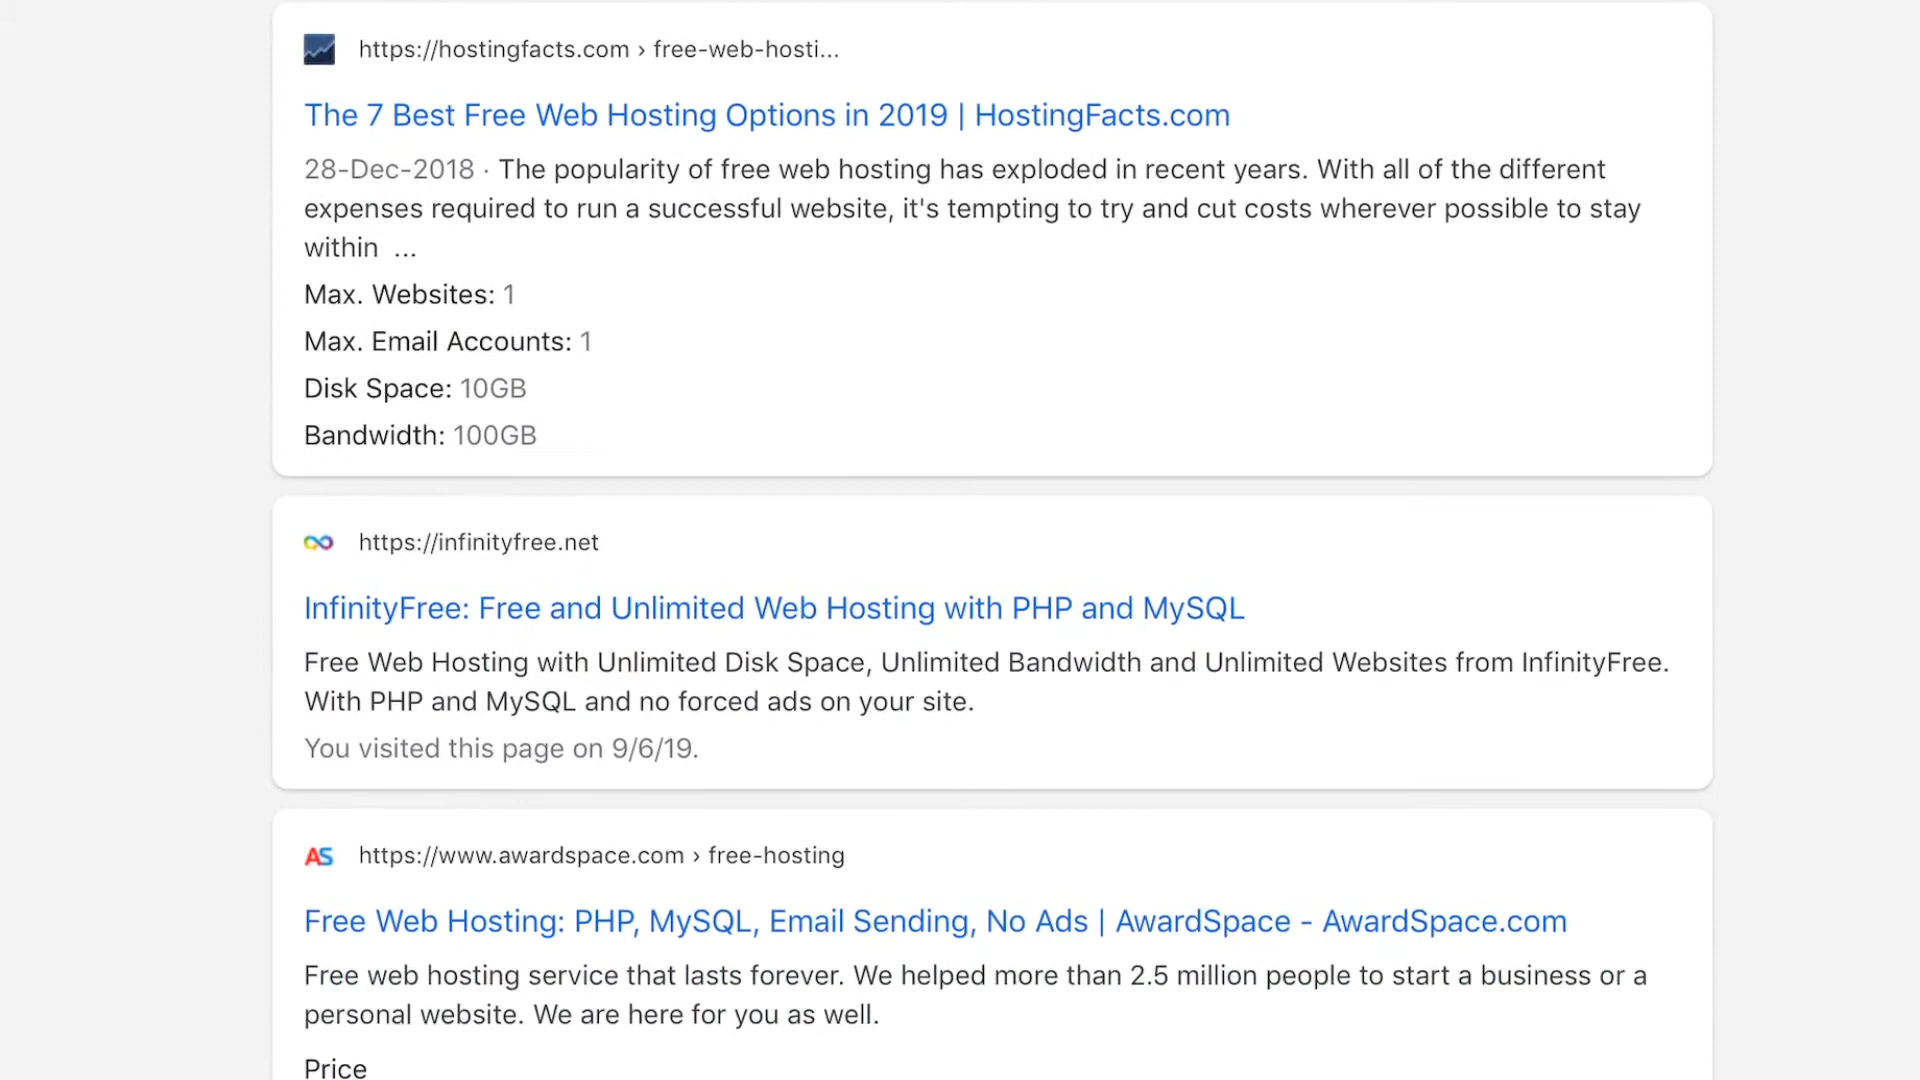 https://hostingfacts.com › free-web-hosti...
The 7 Best Free Web Hosting Options in 2019 | HostingFacts.com
28-Dec-2018 · The popularity of free web hosting has exploded in recent years. With all of the different
expenses required to run a successful website, it's tempting to try and cut costs wherever possible to stay
within ...
Max. Websites: 1
Max. Email Accounts: 1
Disk Space: 10GB
Bandwidth: 100GB
https://infinityfree.net
InfinityFree: Free and Unlimited Web Hosting with PHP and MySQL
Free Web Hosting with Unlimited Disk Space, Unlimited Bandwidth and Unlimited Websites from InfinityFree.
With PHP and MySQL and no forced ads on your site.
You visited this page on 9/6/19.
AS https://www.awardspace.com › free-hosting
Free Web Hosting: PHP, MySQL, Email Sending, No Ads | AwardSpace - AwardSpace.com
Free web hosting service that lasts forever. We helped more than 2.5 million people to start a business or a
personal website. We are here for you as well.
Price